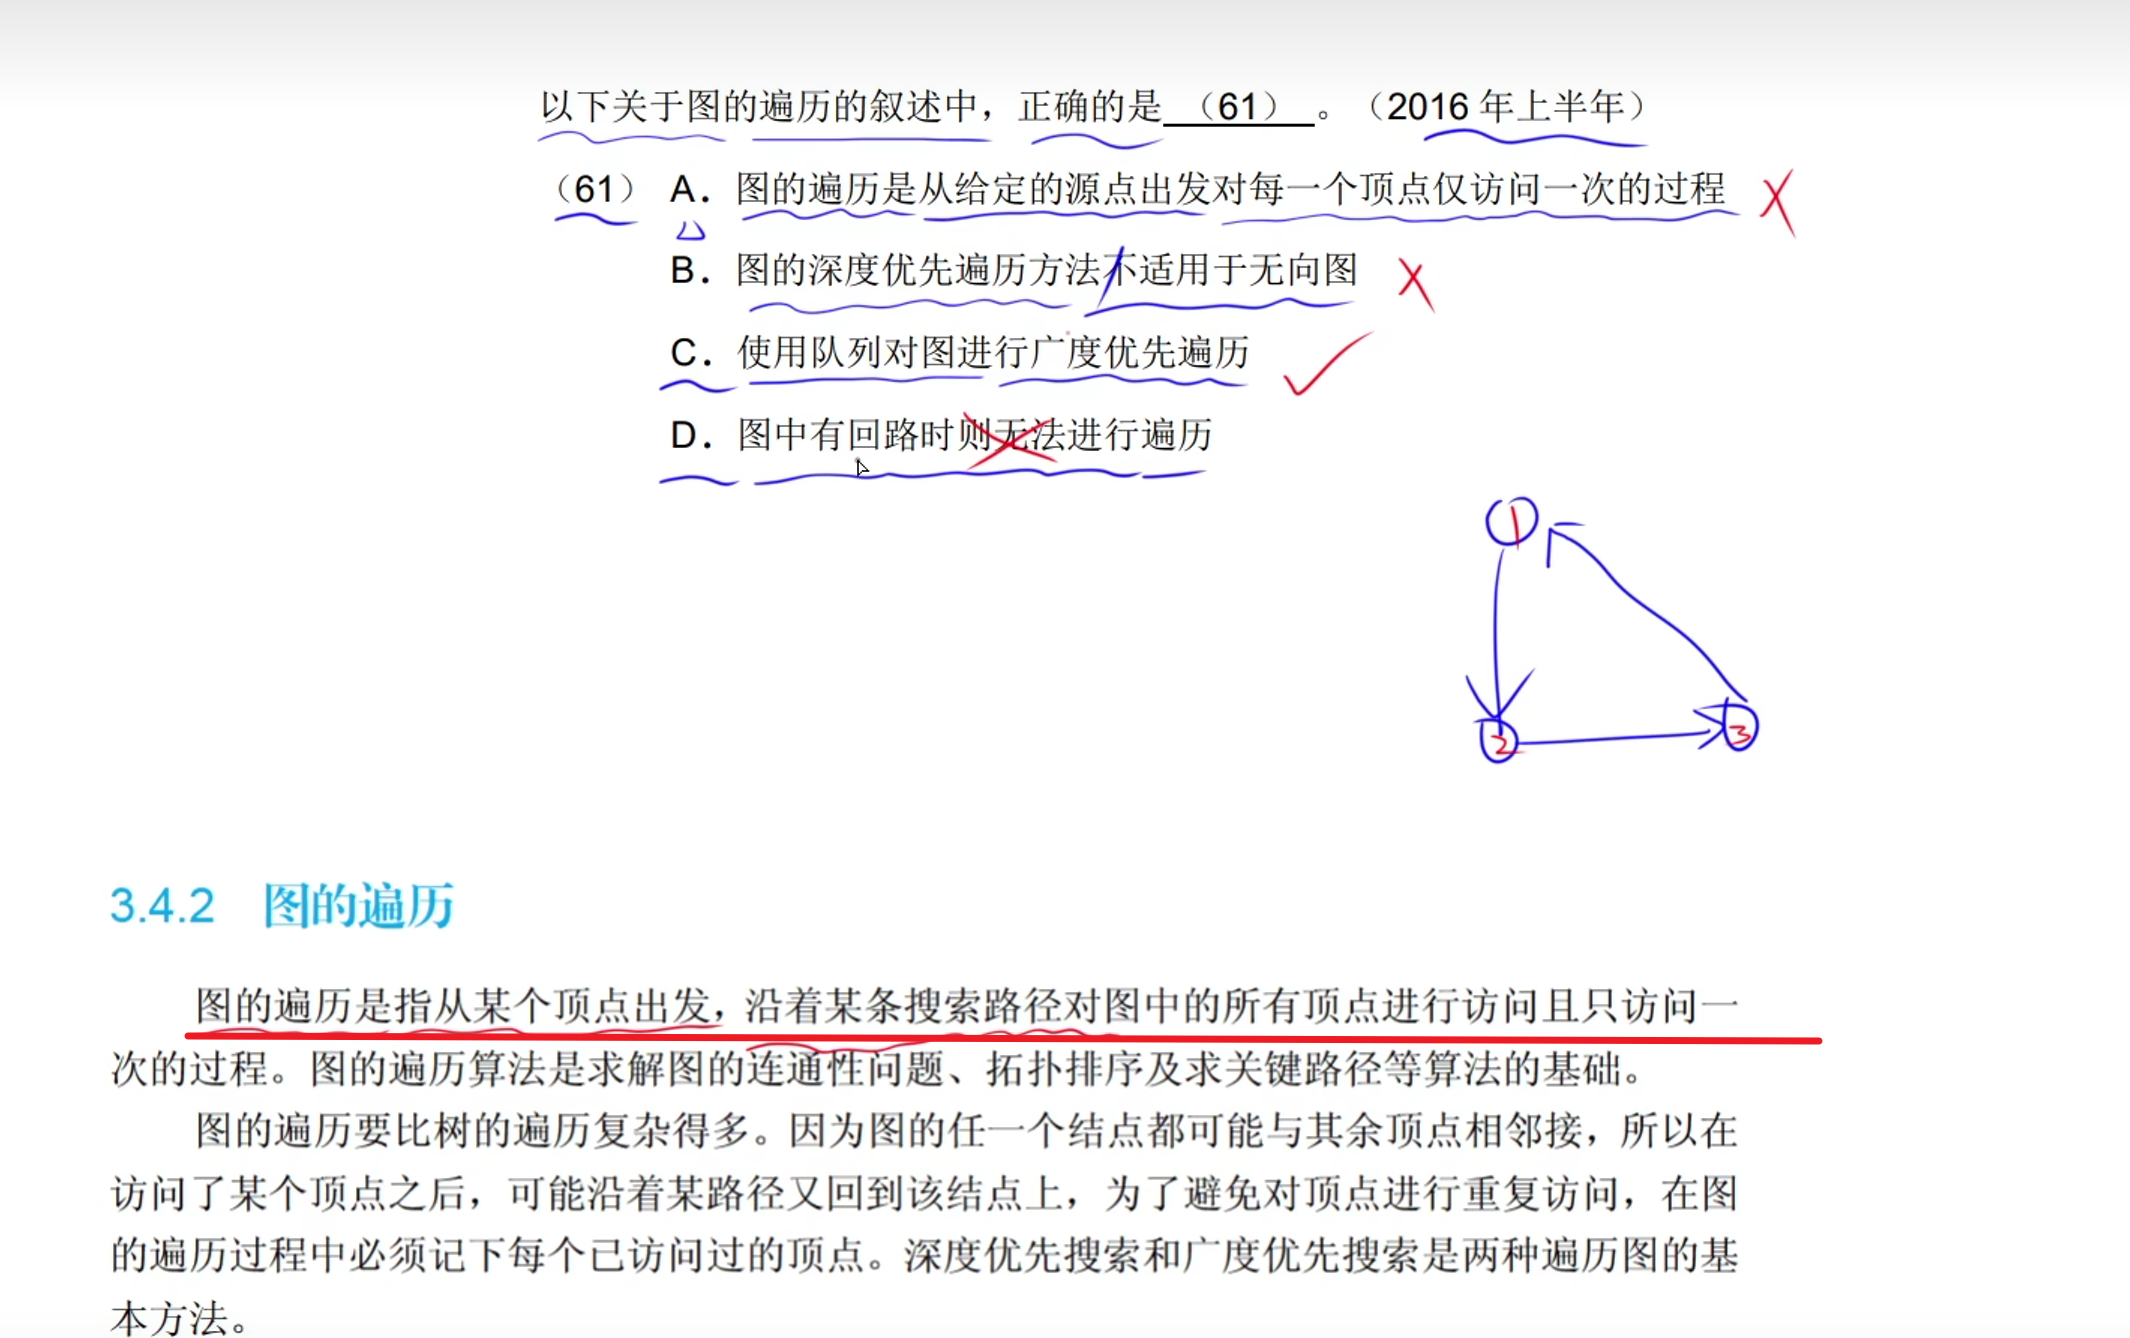 以下关于图的遍历的叙述中，正确的是 （61） 。（2016 年上半年）
（61） A．图的遍历是从给定的源点出发对每一个顶点仅访问一次的过程
B．图的深度优先遍历方法不适用于无向图
C．使用队列对图进行广度优先遍历
D．图中有回路时则无法进行遍历
1
2
3
3.4.2 图的遍历
图的遍历是指从某个顶点出发，沿着某条搜索路径对图中的所有顶点进行访问且只访问一
次的过程。图的遍历算法是求解图的连通性问题、拓扑排序及求关键路径等算法的基础。
图的遍历要比树的遍历复杂得多。因为图的任一个结点都可能与其余顶点相邻接，所以在
访问了某个顶点之后，可能沿着某路径又回到该结点上，为了避免对顶点进行重复访问，在图
的遍历过程中必须记下每个已访问过的顶点。深度优先搜索和广度优先搜索是两种遍历图的基
本方法。